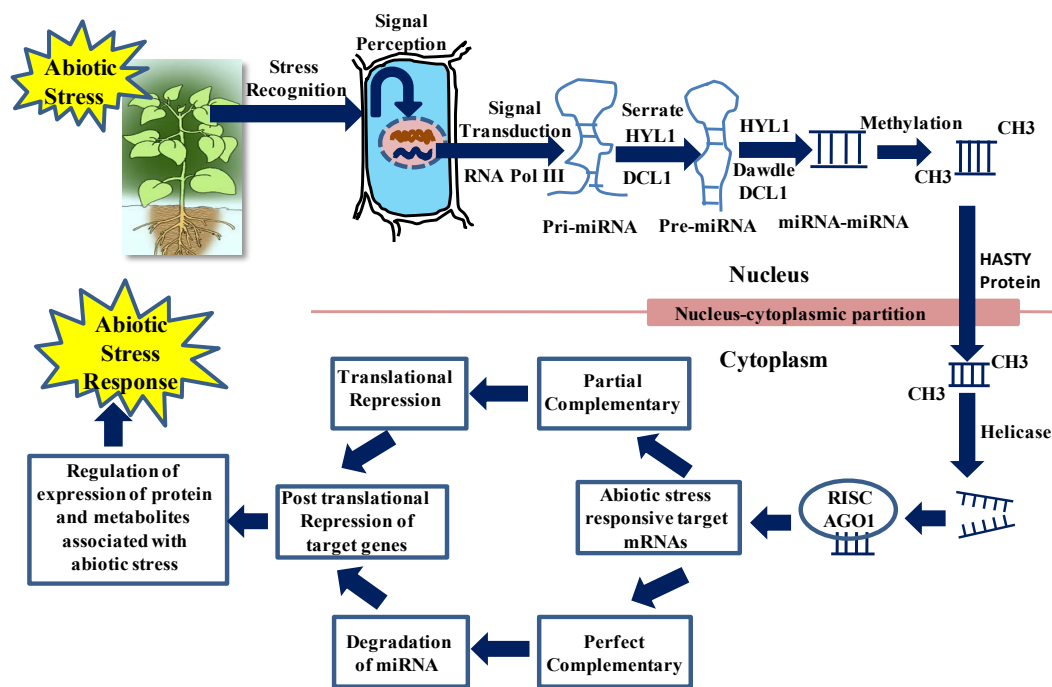 Abiotic
Stress
Stress
Recognition
Signal
Perception
Signal
Transduction
RNA Pol III
Pri-miRNA
Serrate
HYL1
DCL1
Pre-miRNA
HYL1
Dawdle
DCL1
miRNA-miRNA
Methylation
CH3
CH3
HASTY
Protein
Nucleus
Nucleus-cytoplasmic partition
Cytoplasm
CH3
CH3
Helicase
RISC
AGO1
Abiotic stress
responsive target
mRNAs
Partial
Complementary
Translational
Repression
Perfect
Complementary
Degradation
of miRNA
Post translational
Repression of
target genes
Regulation of
expression of protein
and metabolites
associated with
abiotic stress
Abiotic
Stress
Response